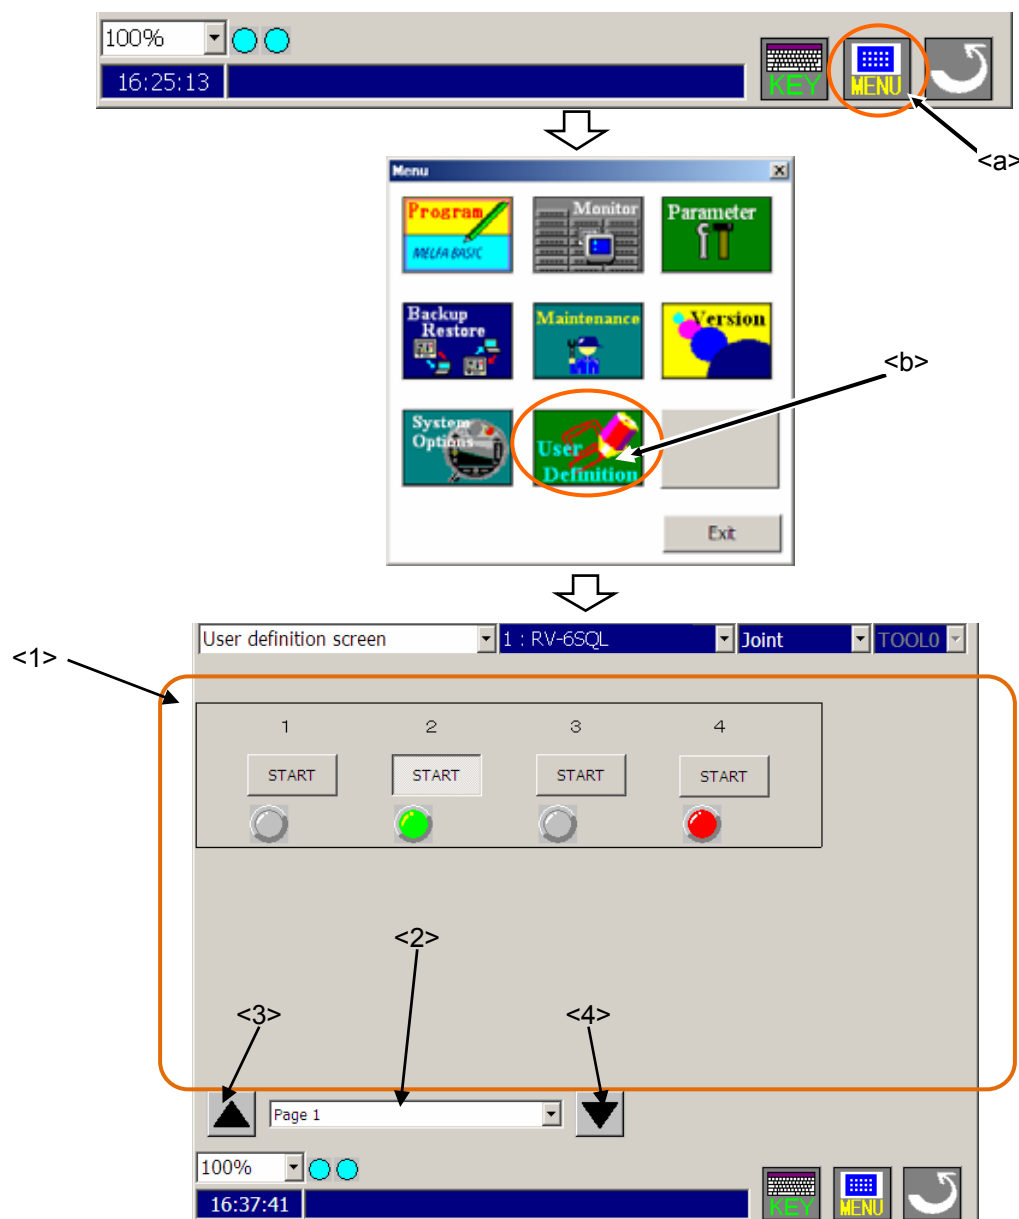 100%
16:25:13
KEY
MENU
<a>
Menu
Program
MELFA BASIC
Monitor
Parameter
Backup
Restore
Maintenance
Version
<b>
System
Options
User
Definition
Exit
User definition screen
1 : RV-6SQL
Joint
TOOL0
<1>
1 2 3 4
START START START START
<2>
<3>
<4>
Page 1
100%
16:37:41
KEY
MENU